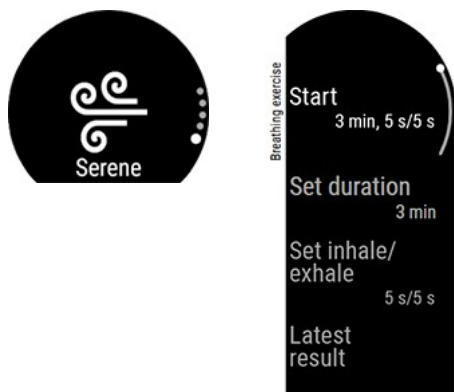 Serene
Breathing exercise
Start
3 min, 5 s/5 s
Set duration
3 min
Set inhale/
exhale
5 s/5 s
Latest
result